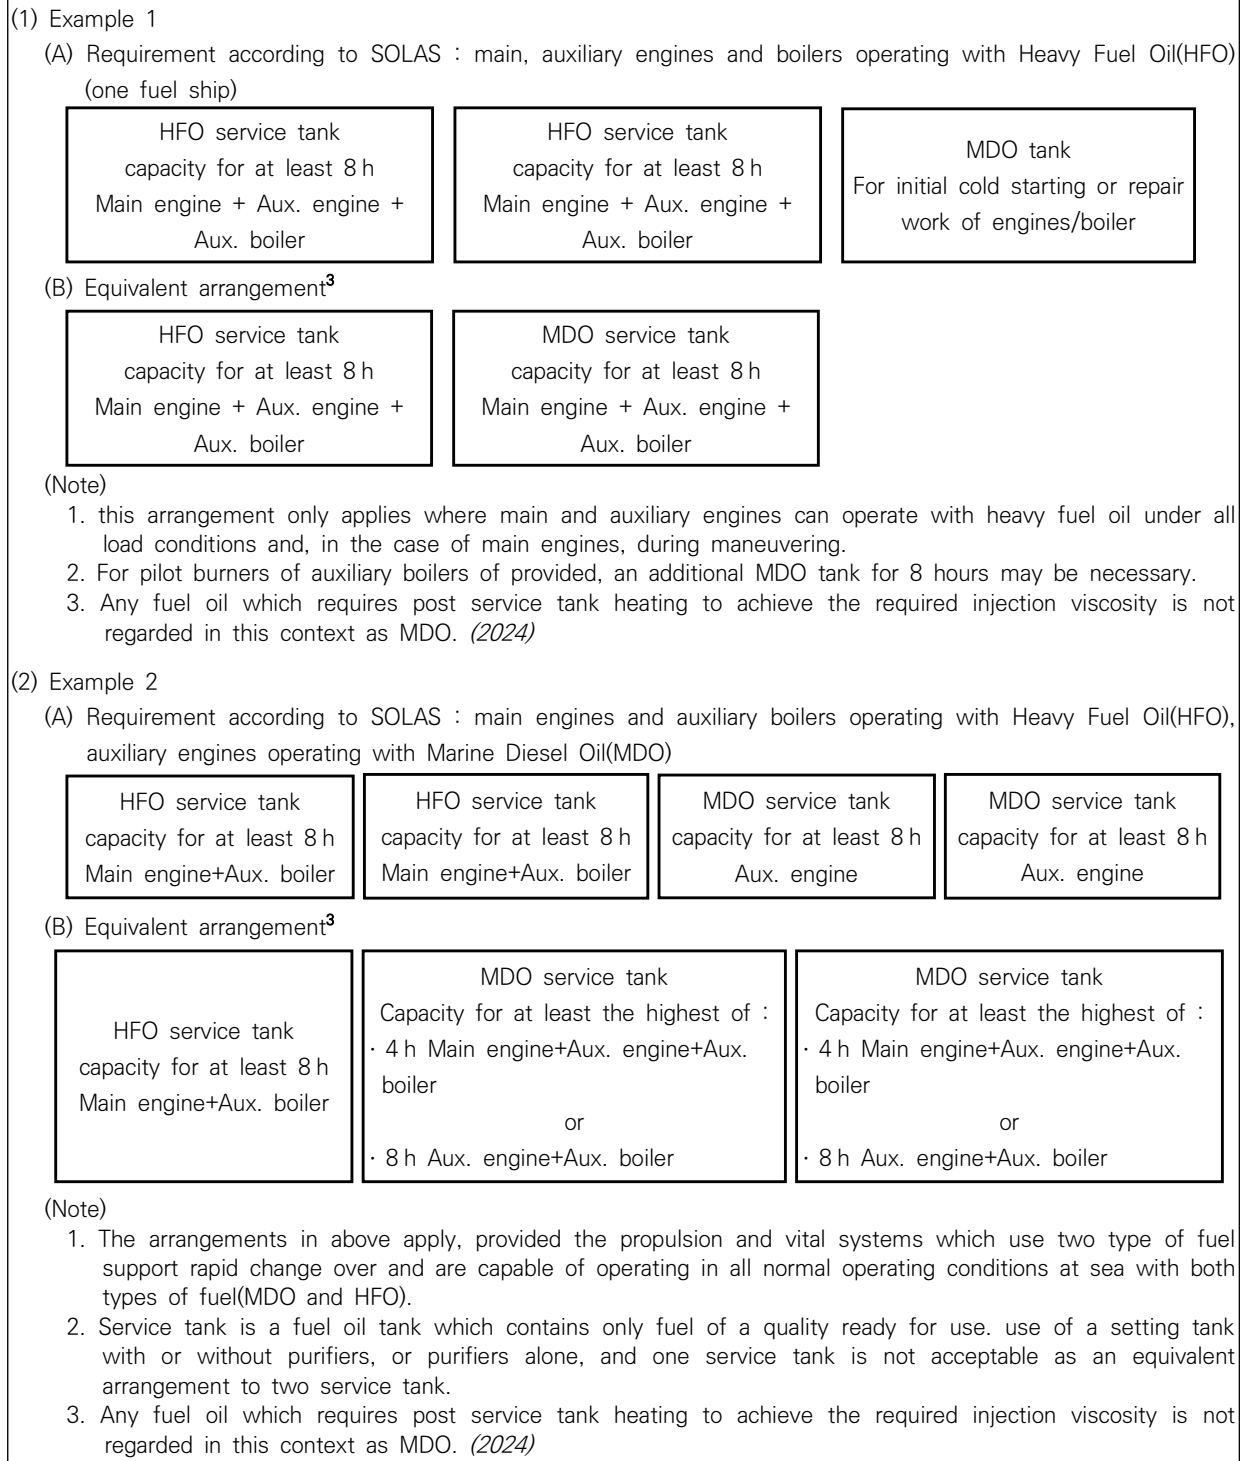 (1) Example 1
(A) Requirement according to SOLAS : main, auxiliary engines and boilers operating with Heavy Fuel Oil(HFO)
(one fuel ship)
HFO service tank
capacity for at least 8 h
Main engine + Aux. engine +
Aux. boiler
HFO service tank
capacity for at least 8 h
Main engine + Aux. engine +
Aux. boiler
MDO tank
For initial cold starting or repair
work of engines/boiler
(B) Equivalent arrangement³
HFO service tank
capacity for at least 8 h
Main engine + Aux. engine +
Aux. boiler
MDO service tank
capacity for at least 8 h
Main engine + Aux. engine +
Aux. boiler
(Note)
1. this arrangement only applies where main and auxiliary engines can operate with heavy fuel oil under all
load conditions and, in the case of main engines, during maneuvering.
2. For pilot burners of auxiliary boilers of provided, an additional MDO tank for 8 hours may be necessary.
3. Any fuel oil which requires post service tank heating to achieve the required injection viscosity is not
regarded in this context as MDO. (2024)
(2) Example 2
(A) Requirement according to SOLAS : main engines and auxiliary boilers operating with Heavy Fuel Oil(HFO),
auxiliary engines operating with Marine Diesel Oil(MDO)
HFO service tank
capacity for at least 8 h
Main engine+Aux. boiler
HFO service tank
capacity for at least 8 h
Main engine+Aux. boiler
MDO service tank
capacity for at least 8 h
Aux. engine
MDO service tank
capacity for at least 8 h
Aux. engine
(B) Equivalent arrangement³
HFO service tank
capacity for at least 8 h
Main engine+Aux. boiler
MDO service tank
Capacity for at least the highest of :
· 4 h Main engine+Aux. engine+Aux.
boiler
or
· 8 h Aux. engine+Aux. boiler
MDO service tank
Capacity for at least the highest of :
· 4 h Main engine+Aux. engine+Aux.
boiler
or
· 8 h Aux. engine+Aux. boiler
(Note)
1. The arrangements in above apply, provided the propulsion and vital systems which use two type of fuel
support rapid change over and are capable of operating in all normal operating conditions at sea with both
types of fuel(MDO and HFO).
2. Service tank is a fuel oil tank which contains only fuel of a quality ready for use. use of a setting tank
with or without purifiers, or purifiers alone, and one service tank is not acceptable as an equivalent
arrangement to two service tank.
3. Any fuel oil which requires post service tank heating to achieve the required injection viscosity is not
regarded in this context as MDO. (2024)